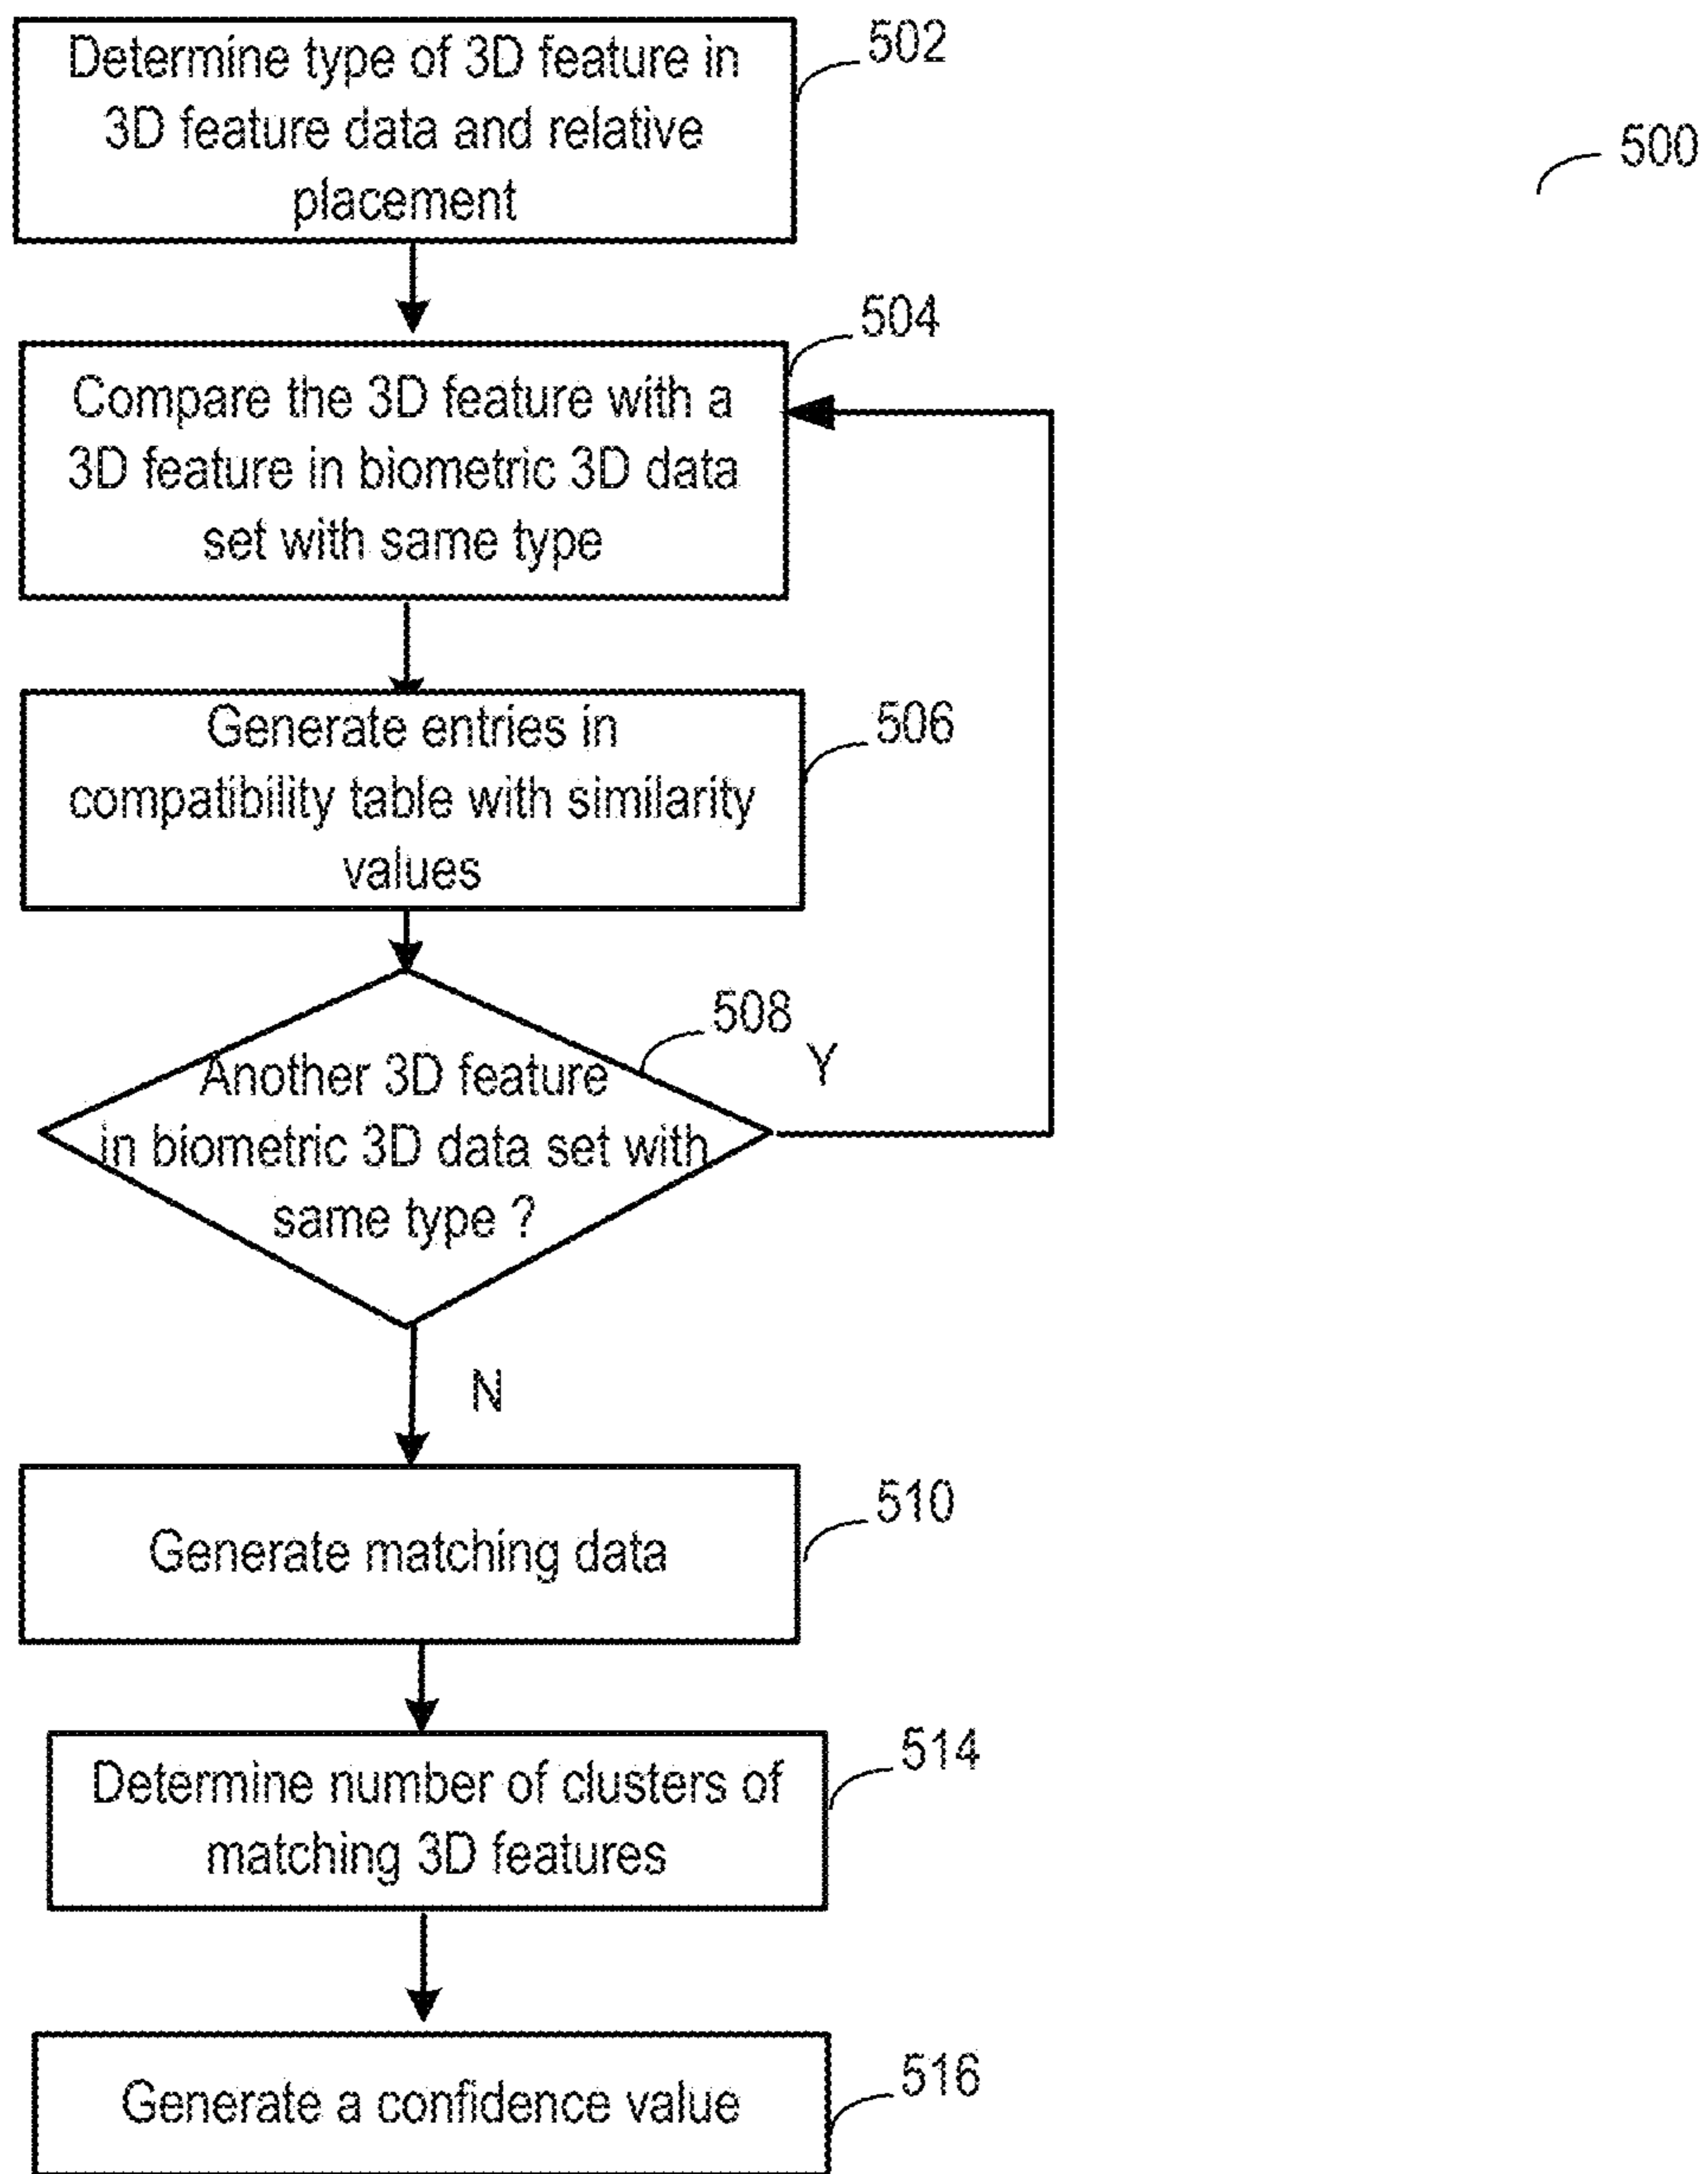 Determine type of 3D feature in
3D feature data and relative
placement
502
500
Compare the 3D feature with a
3D feature in biometric 3D data
set with same type
504
Generate entries in
compatibility table with similarity
values
506
Another 3D feature
in biometric 3D data set with
same type ?
508
Y
N
Generate matching data
510
Determine number of clusters of
matching 3D features
514
Generate a confidence value
516